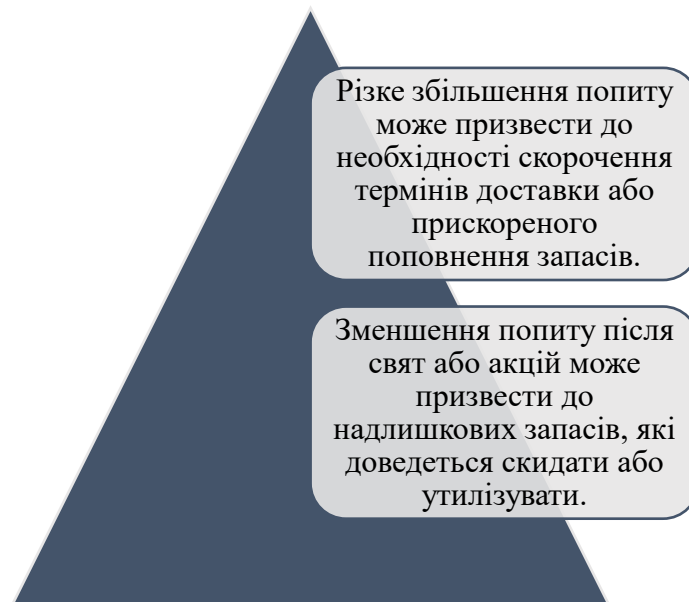 Різке збільшення попиту
може призвести до
необхідності скорочення
термінів доставки або
прискореного
поповнення запасів.
Зменшення попиту після
свят або акцій може
призвести до
надлишкових запасів, які
доведеться скидати або
утилізувати.